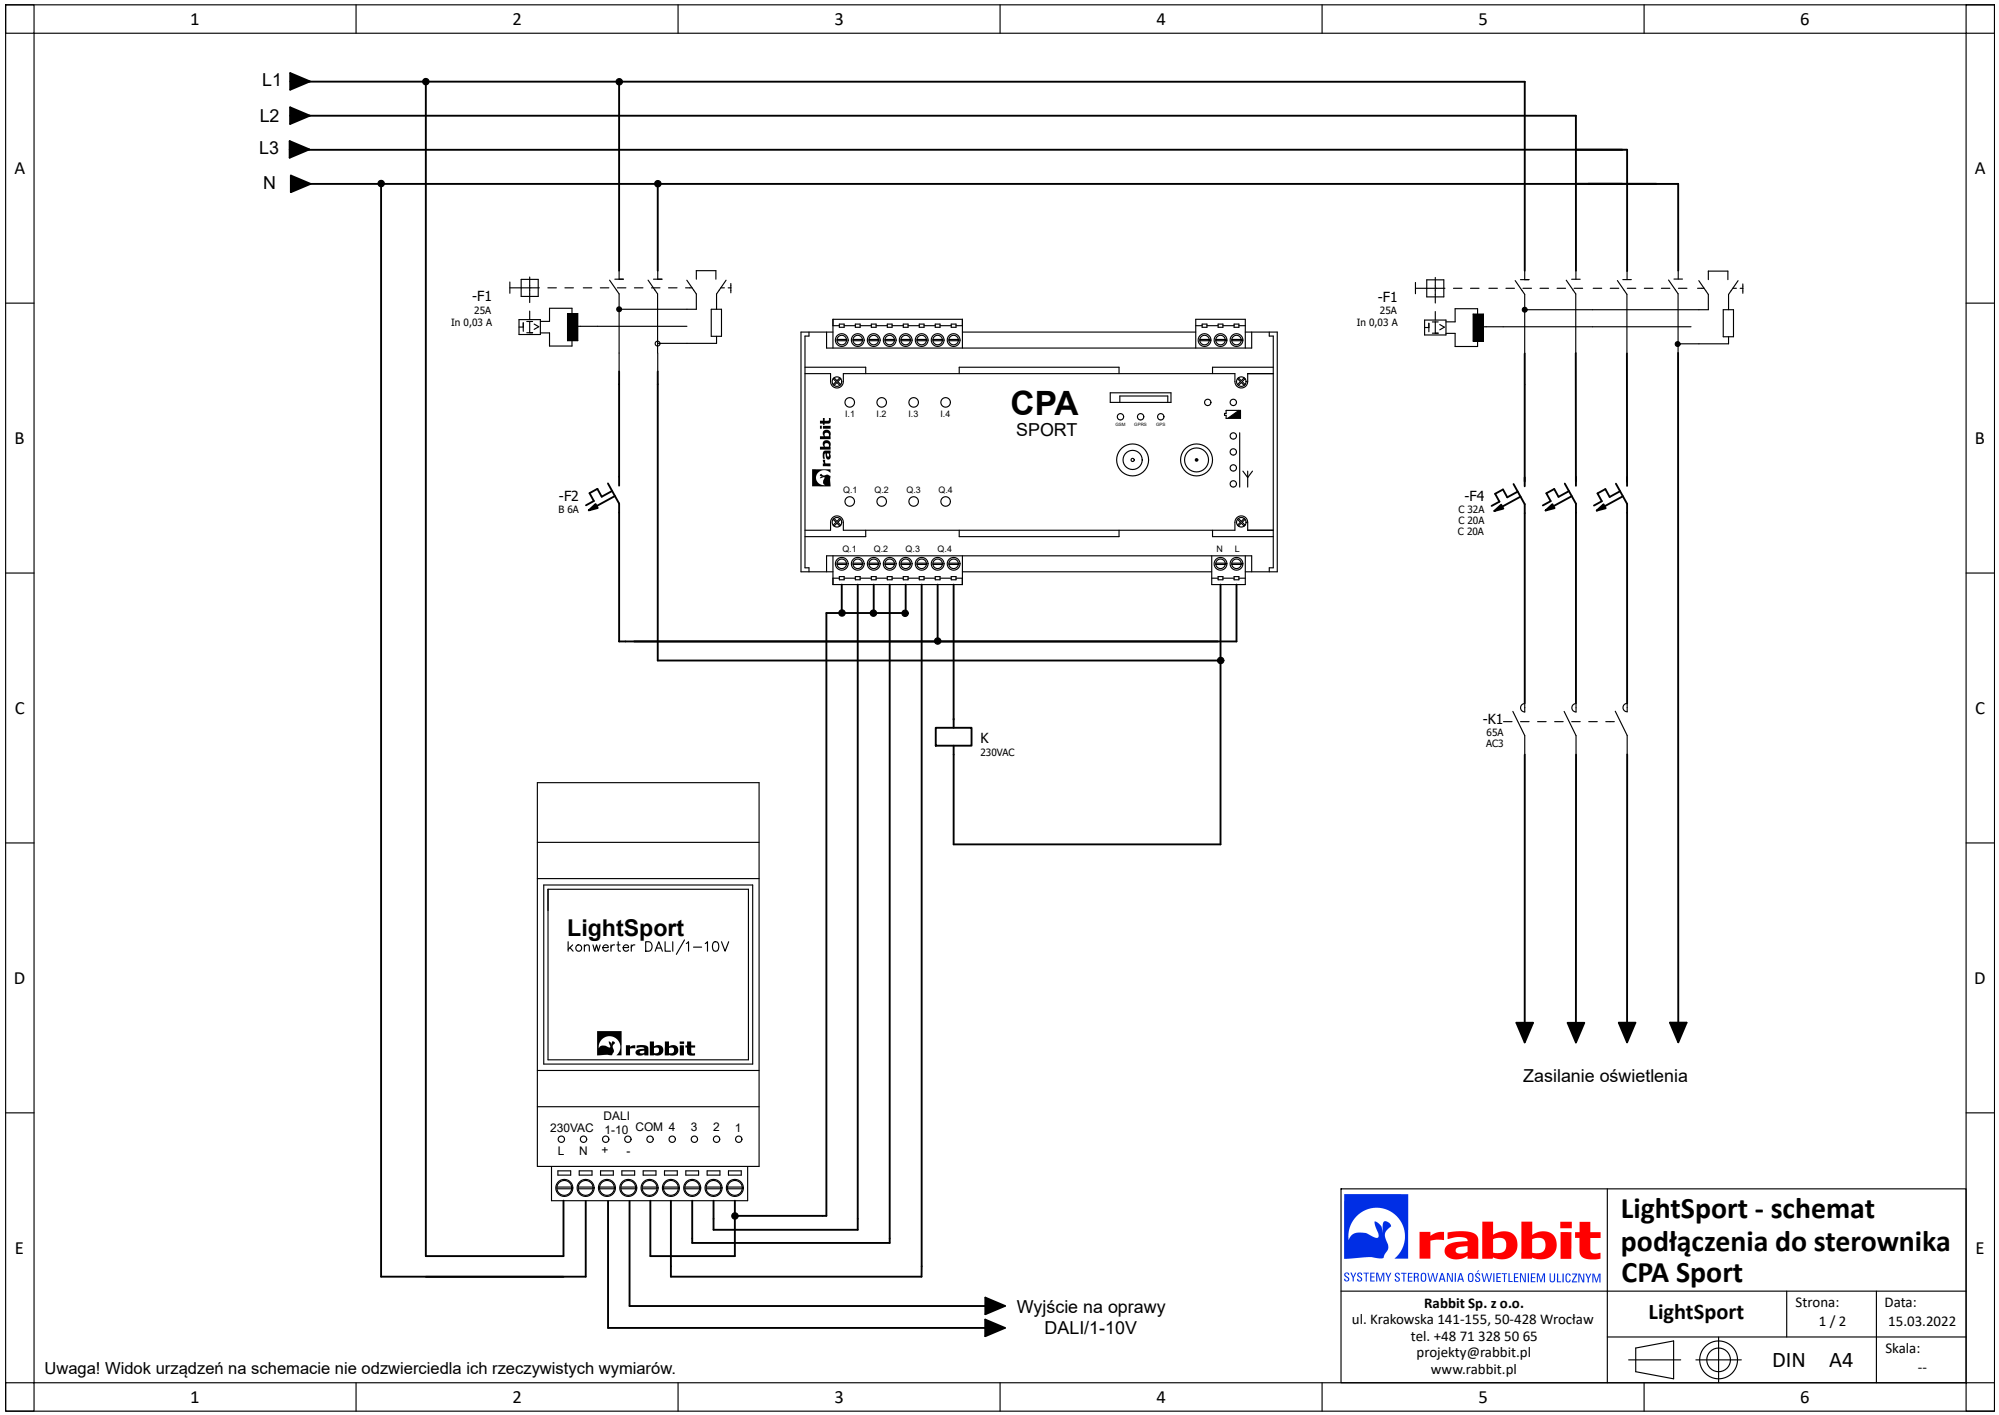 1 2 3 4 5 6
A
B
C
D
E
A
B
C
D
E
L1
L2
L3
N
-F1
25A
In 0,03 A
-F2
B 6A
I.1 I.2 I.3 I.4
CPA
SPORT
GSM GPRS GPS
rabbit
Q.1 Q.2 Q.3 Q.4
Q.1 Q.2 Q.3 Q.4 N L
-F1
25A
In 0,03 A
-F4
C 32A
C 20A
C 20A
K
230VAC
-K1
65A
AC3
Zasilanie oświetlenia
LightSport
konwerter DALI/1-10V
rabbit
DALI
230VAC 1-10 COM 4 3 2 1
L N + -
Wyjście na oprawy
DALI/1-10V
Uwaga! Widok urządzeń na schemacie nie odzwierciedla ich rzeczywistych wymiarów.
rabbit
SYSTEMY STEROWANIA OŚWIETLENIEM ULICZNYM
Rabbit Sp. z o.o.
ul. Krakowska 141-155, 50-428 Wrocław
tel. +48 71 328 50 65
projekty@rabbit.pl
www.rabbit.pl
LightSport - schemat
podłączenia do sterownika
CPA Sport
LightSport
Strona:
1 / 2
Data:
15.03.2022
DIN A4
Skala:
--
1 2 3 4 5 6